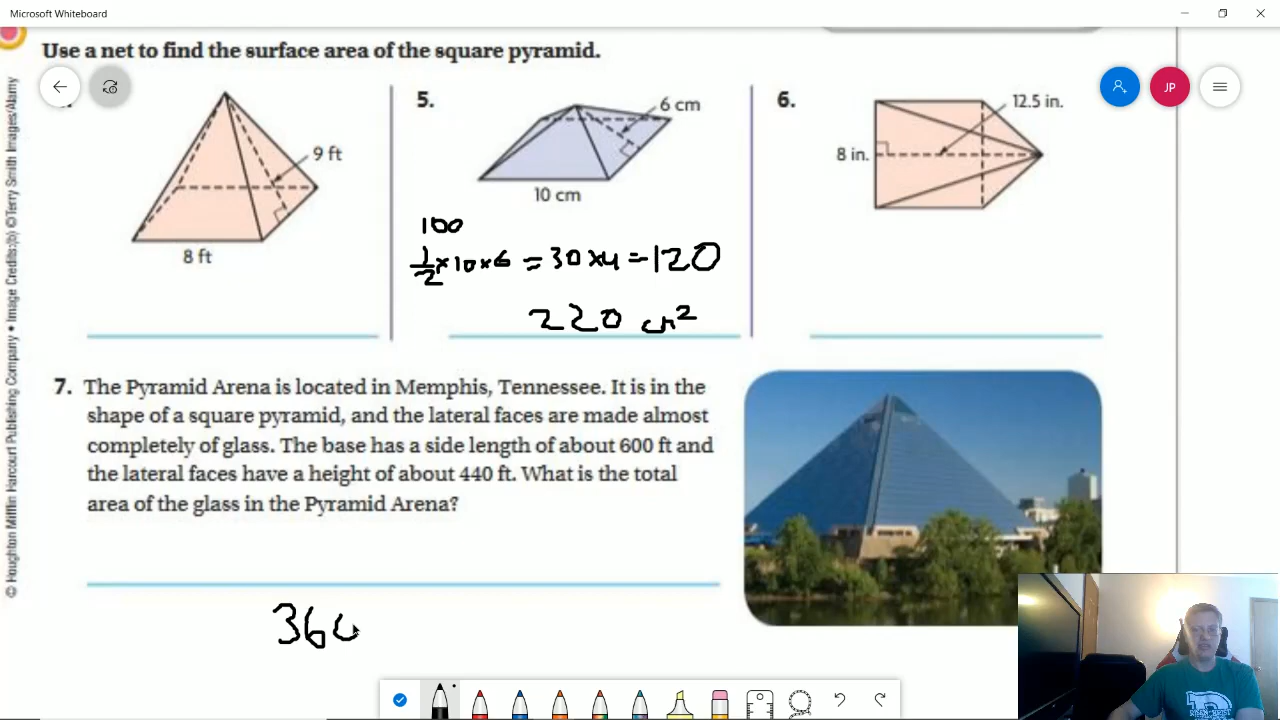 Microsoft Whiteboard
Use a net to find the surface area of the square pyramid.
JP
9 ft
8 ft
5.
6 cm
10 cm
100
1/2 × 10 × 6 = 30 × 4 = 120
220 cm²
6.
12.5 in.
8 in.
7. The Pyramid Arena is located in Memphis, Tennessee. It is in the
shape of a square pyramid, and the lateral faces are made almost
completely of glass. The base has a side length of about 600 ft and
the lateral faces have a height of about 440 ft. What is the total
area of the glass in the Pyramid Arena?
© Houghton Mifflin Harcourt Publishing Company • Image Credits:(b) ©Terry Smith Images/Alamy